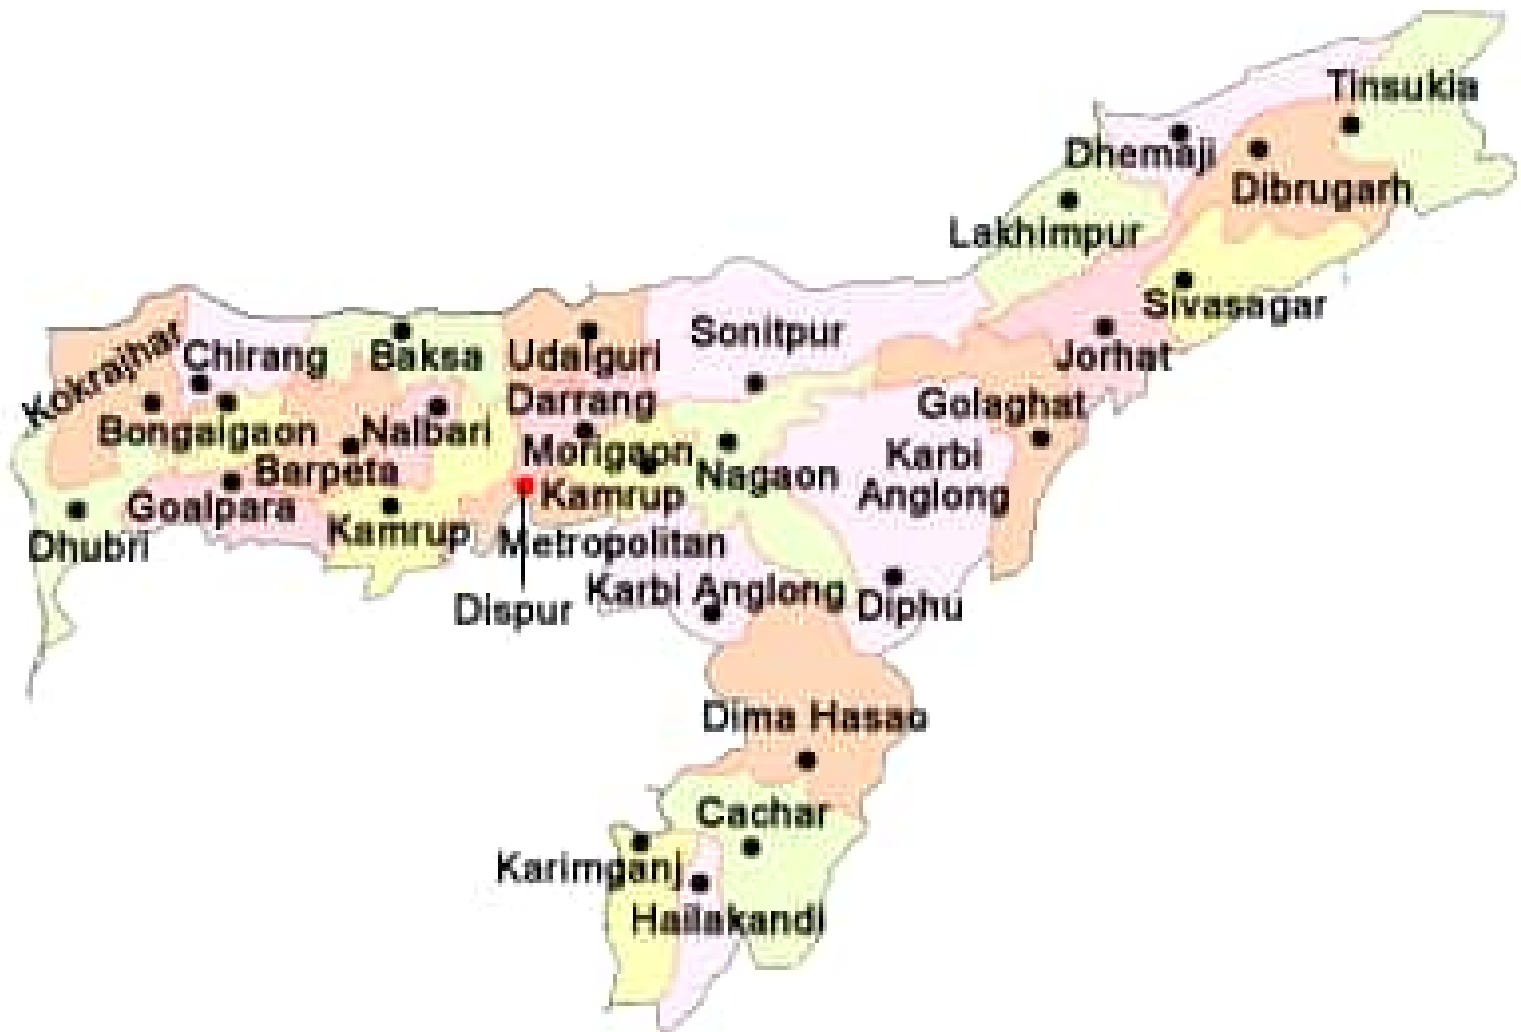 Tinsukia
Dhemaji
Dibrugarh
Lakhimpur
Sivasagar
Sonitpur
Jorhat
Kokrajhar
Chirang
Baksa
Udalguri
Darrang
Golaghat
Bongaigaon
Nalbari
Morigaon
Karbi
Anglong
Barpeta
Nagaon
Goalpara
Kamrup
Kamrup
Metropolitan
Dhubri
Karbi Anglong
Diphu
Dispur
Dima Hasao
Cachar
Karimganj
Hailakandi